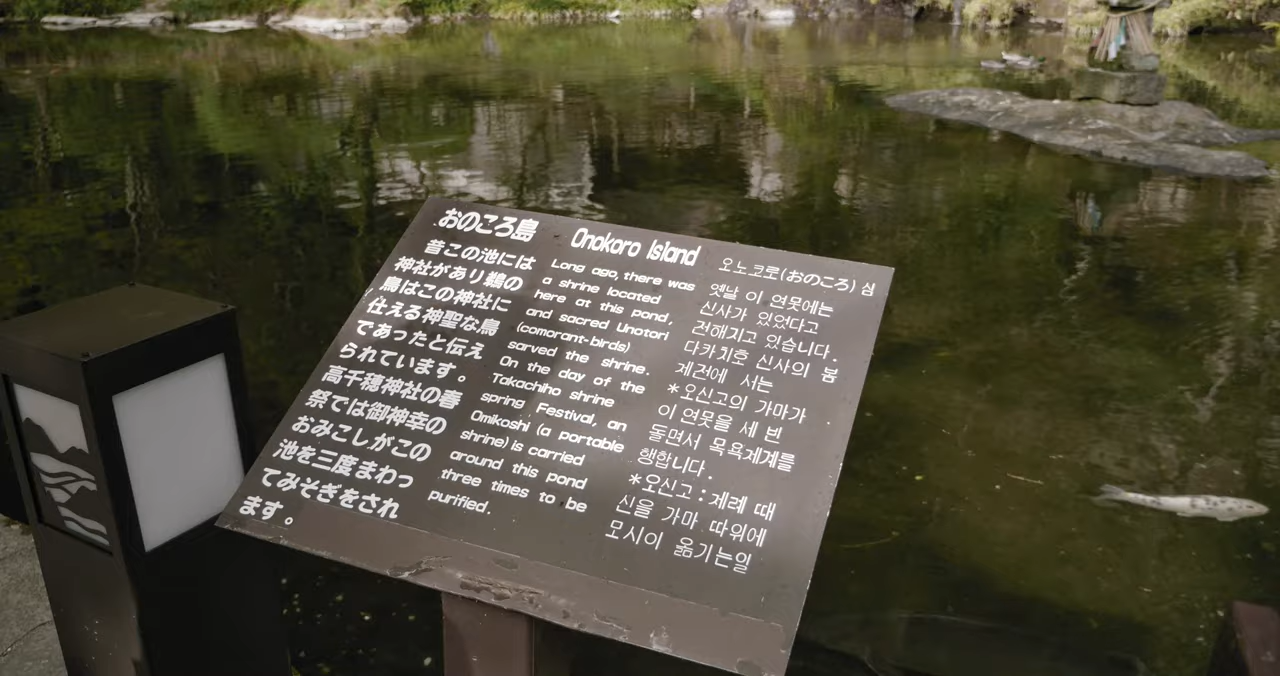 おのころ島
昔この池には
神社があり鵜の
鳥はこの神社に
仕える神聖な鳥
であったと伝え
られています。
高千穂神社の春
祭では御神幸の
おみこしがこの
池を三度まわっ
てみそぎをされ
ます。
Onokoro Island
Long ago, there was
a shrine located
here at this pond,
and sacred Unotori
(comorant-birds)
sarved the shrine.
On the day of the
Takachiho shrine
spring Festival, an
Omikoshi (a portable
shrine) is carried
around this pond
three times to be
purified.
오노코로(おのころ) 섬
옛날 이 연못에는
신사가 있었다고
전해지고 있습니다.
다카치호 신사의 봄
제전에 서는
*오신고의 가마가
이 연못을 세 번
돌면서 목욕재계를
행합니다.
*오신고 : 제례 때
신을 가마 따위에
모시어 옮기는일